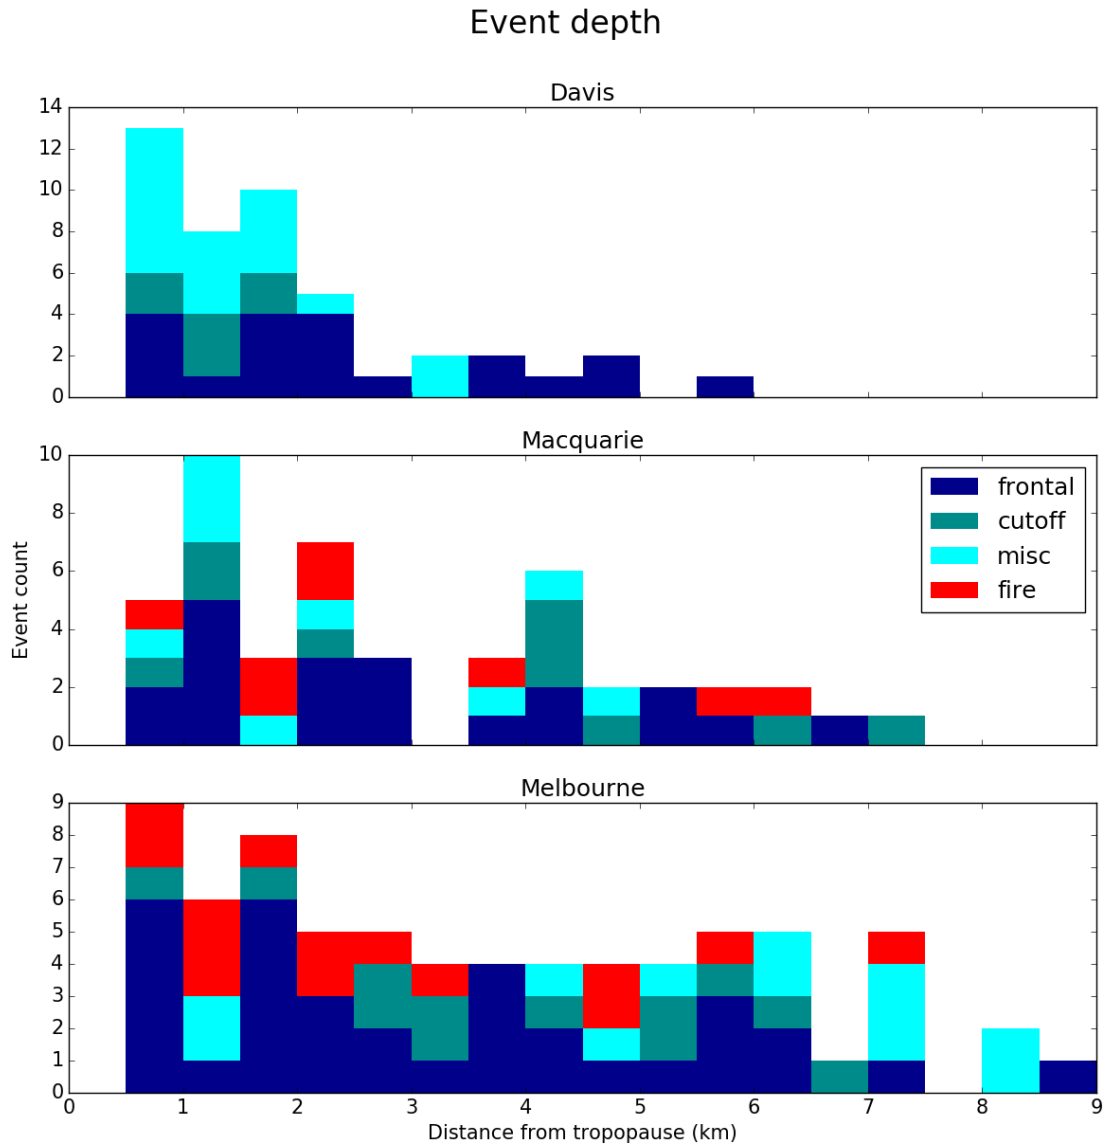 Event depth
Davis
14
12
10
8
6
4
2
0
Macquarie
10
8
6
4
2
0
Event count
frontal
cutoff
misc
fire
Melbourne
9
8
7
6
5
4
3
2
1
0
0 1 2 3 4 5 6 7 8 9
Distance from tropopause (km)